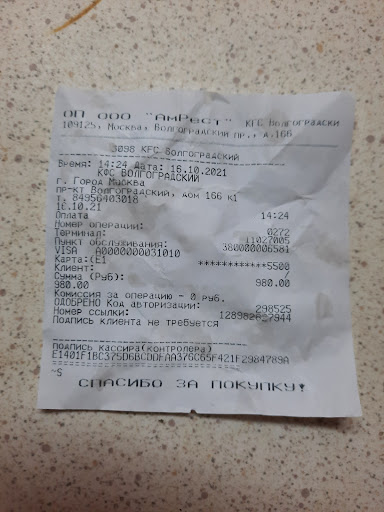 ОП ООО "АмРест" КFС Волгоградски
109125, Москва, Волгоградский пр., д.166
3098 KFC Волгоградский
Время: 14:24 Дата: 16.10.2021
КФС ВОЛГОГРАДСКИЙ
г. Город Москва
пр-кт Волгоградский, дом 166 к1
т. 84956403018
16.10.21 14:24
Оплата
Номер операции: 0272
Терминал: 11027005
Пункт обслуживания: 380000006581
VISA A0000000031010
Карта:(E1 ************5500
Клиент: /
Сумма (Руб): 980.00
980.00
Комиссия за операцию - 0 руб.
ОДОБРЕНО Код авторизации: 298525
Номер ссылки:
Подпись клиента не требуется
подпись кассира(контролера)
E1401F1BC375D6BCDDFAA376C65F421F2984789A
~S
СПАСИБО ЗА ПОКУПКУ!